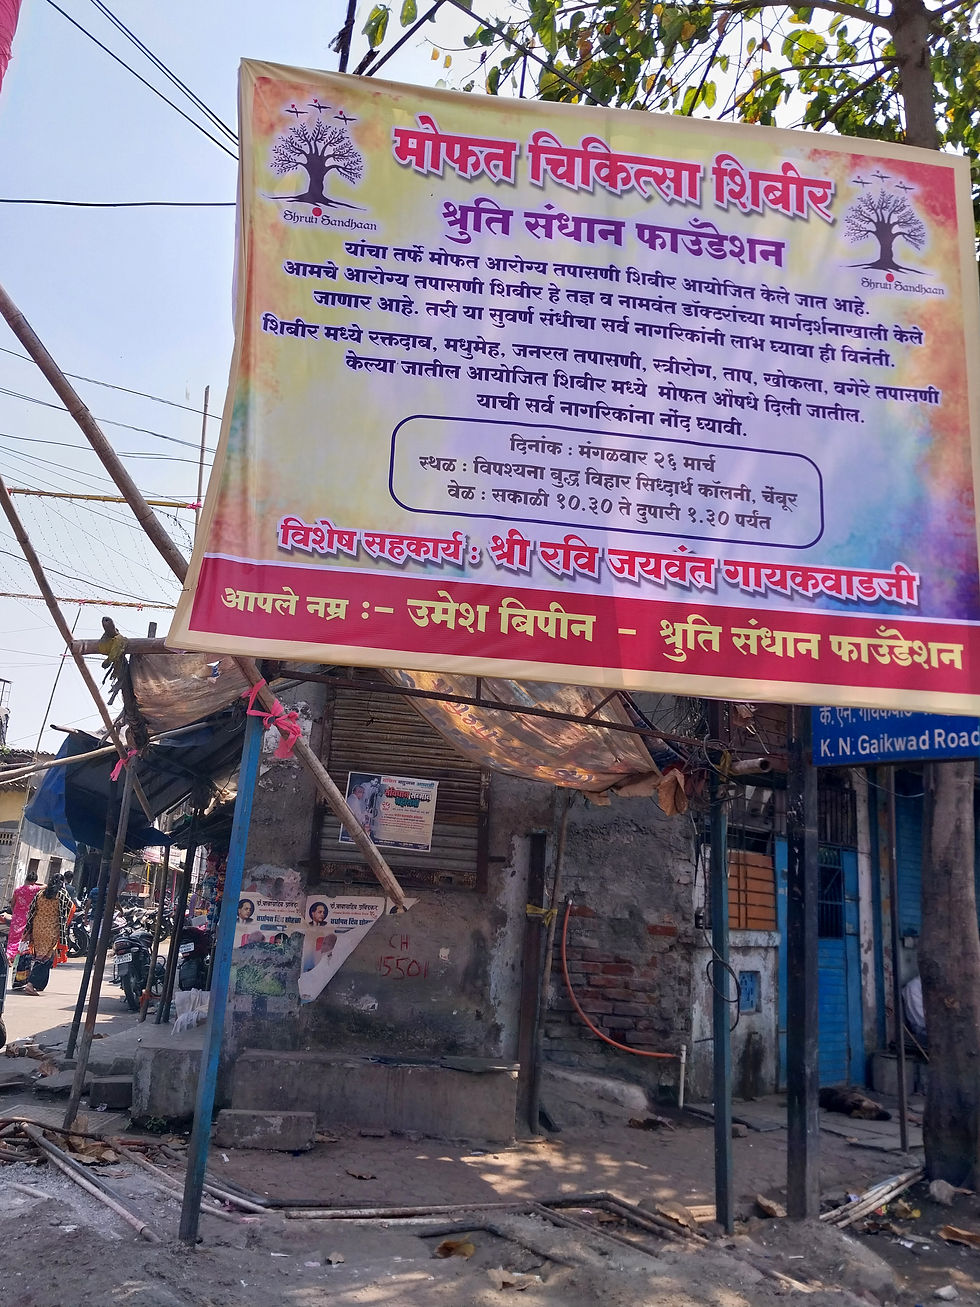 मोफत चिकित्सा शिबीर
श्रुति संधान फाउँडेशन
Shruti Sandhaan
Shruti Sandhaan
यांचा तर्फे मोफत आरोग्य तपासणी शिबीर आयोजित केले जात आहे.
आमचे आरोग्य तपासणी शिबीर हे तज्ञ व नामवंत डॉक्टरांच्या मार्गदर्शनाखाली केले
जाणार आहे. तरी या सुवर्ण संधीचा सर्व नागरिकांनी लाभ घ्यावा ही विनंती.
शिबीर मध्ये रक्तदाब, मधुमेह, जनरल तपासणी, स्त्रीरोग, ताप, खोकला, वगेरे तपासणी
केल्या जातील आयोजित शिबीर मध्ये मोफत औंषधे दिली जातील.
याची सर्व नागरिकांना नोंद घ्यावी.
दिनांक : मंगळवार २६ मार्च
स्थळ : विपश्यना बुद्ध विहार सिध्दार्थ कॉलनी, चेंबूर
वेळ : सकाळी १०.३० ते दुपारी १.३० पर्यंत
विशेष सहकार्य : श्री रवि जयवंत गायकवाडजी
आपले नम्र :- उमेश बिपीन - श्रुति संधान फाउँडेशन
के. एन. गायकवाड
K. N. Gaikwad Road
CH
1550